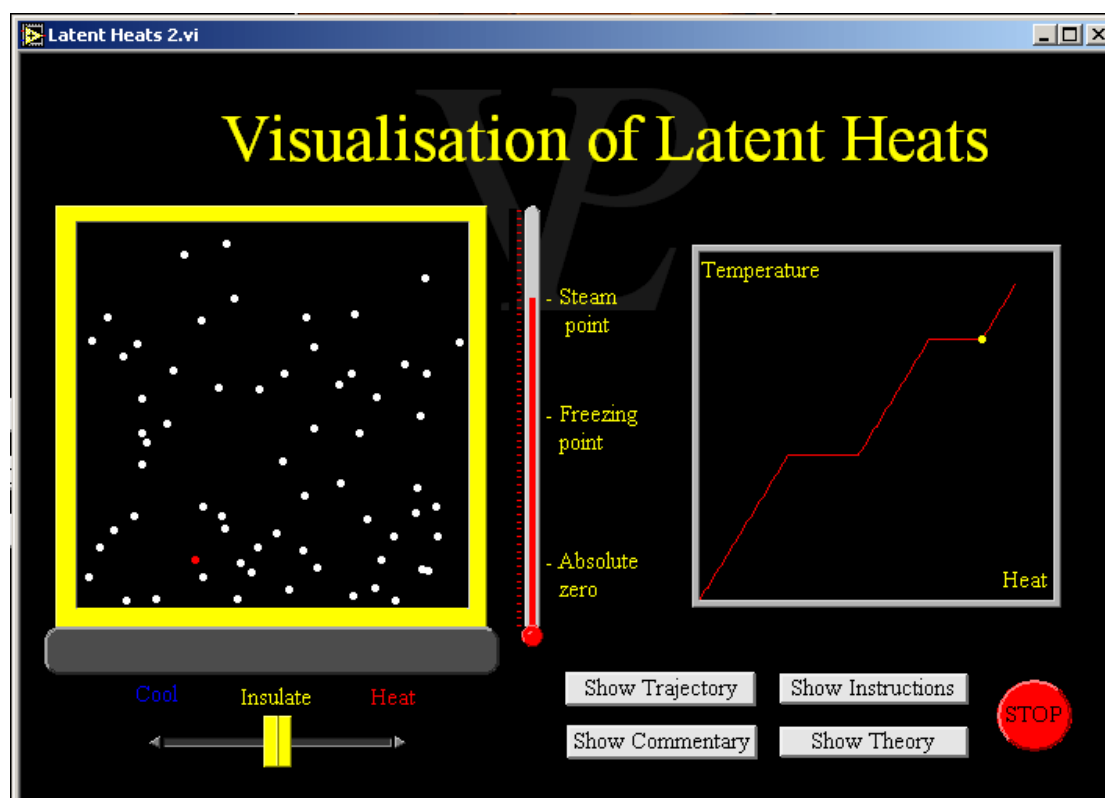 Latent Heats 2.vi
VPL
Visualisation of Latent Heats
- Steam
point
- Freezing
point
- Absolute
zero
Temperature
Heat
Cool
Insulate
Heat
Show Trajectory
Show Instructions
Show Commentary
Show Theory
STOP